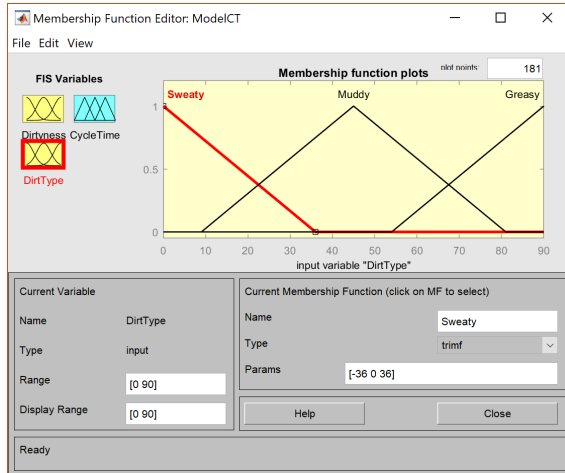 Membership Function Editor: ModelCT
File Edit View
FIS Variables
Dirtyness CycleTime
DirtType
Membership function plots
plot points:
181
Sweaty
Muddy
Greasy
1
0.5
0
0 10 20 30 40 50 60 70 80 90
input variable "DirtType"
Current Variable
Name DirtType
Type input
Range [0 90]
Display Range [0 90]
Current Membership Function (click on MF to select)
Name Sweaty
Type trimf
Params [-36 0 36]
Help Close
Ready